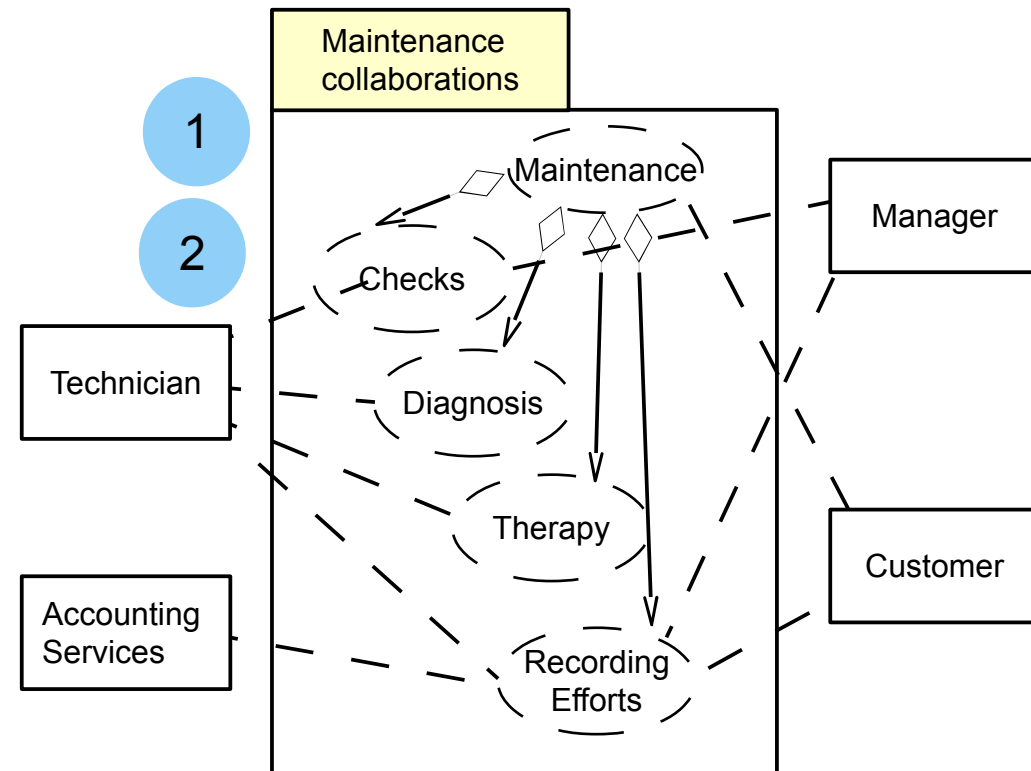 Maintenance
collaborations
1
Maintenance
Manager
2
Checks
Technician
Diagnosis
Therapy
Customer
Accounting
Services
Recording
Efforts